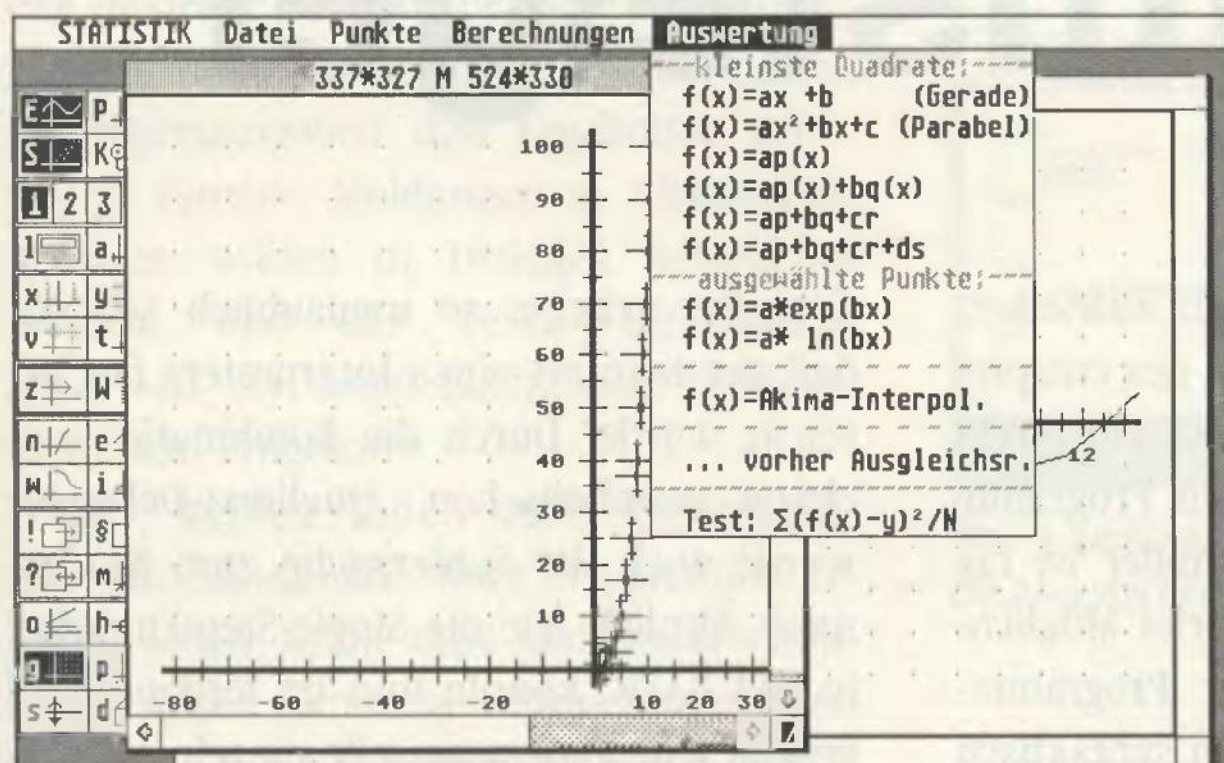 STATISTIK Datei Punkte Berechnungen Auswertung
337*327 M 524*330
kleinste Quadrate:
f(x)=ax +b (Gerade)
f(x)=ax²+bx+c (Parabel)
f(x)=ap(x)
f(x)=ap(x)+bq(x)
f(x)=ap+bq+cr
f(x)=ap+bq+cr+ds
ausgewählte Punkte:
f(x)=a*exp(bx)
f(x)=a* ln(bx)
f(x)=Akima-Interpol.
... vorher Ausgleichsr.
Test: Σ(f(x)-y)²/N
E P
S K
1 2 3
l a
x y
v t
z W
n e
w i
! §
? m
o h
g p
s d
100
90
80
70
60
50
40
30
20
10
-80 -60 -40 -20 10 20 30
12